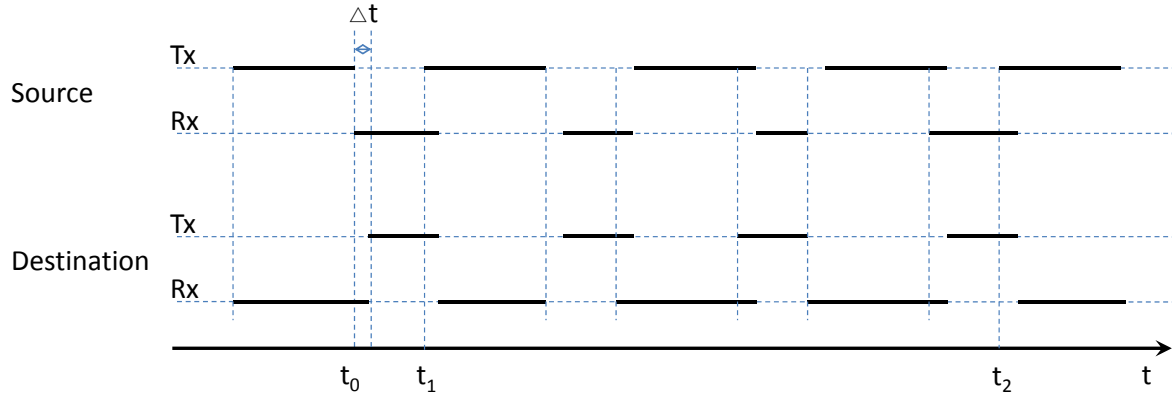 △t
Tx
Source
Rx
Tx
Destination
Rx
t0 t1 t2 t